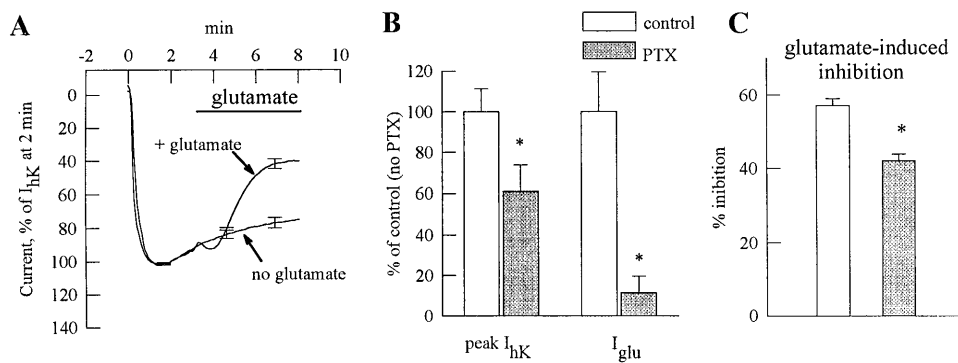 A
min
-2 0 2 4 6 8 10
glutamate
0
20
40
60
80
100
120
140
Current, % of IhK at 2 min
+ glutamate
no glutamate
B
control
PTX
120
100
80
60
40
20
0
% of control (no PTX)
*
*
peak IhK
Iglu
C
glutamate-induced
inhibition
60
40
20
0
% inibition
*